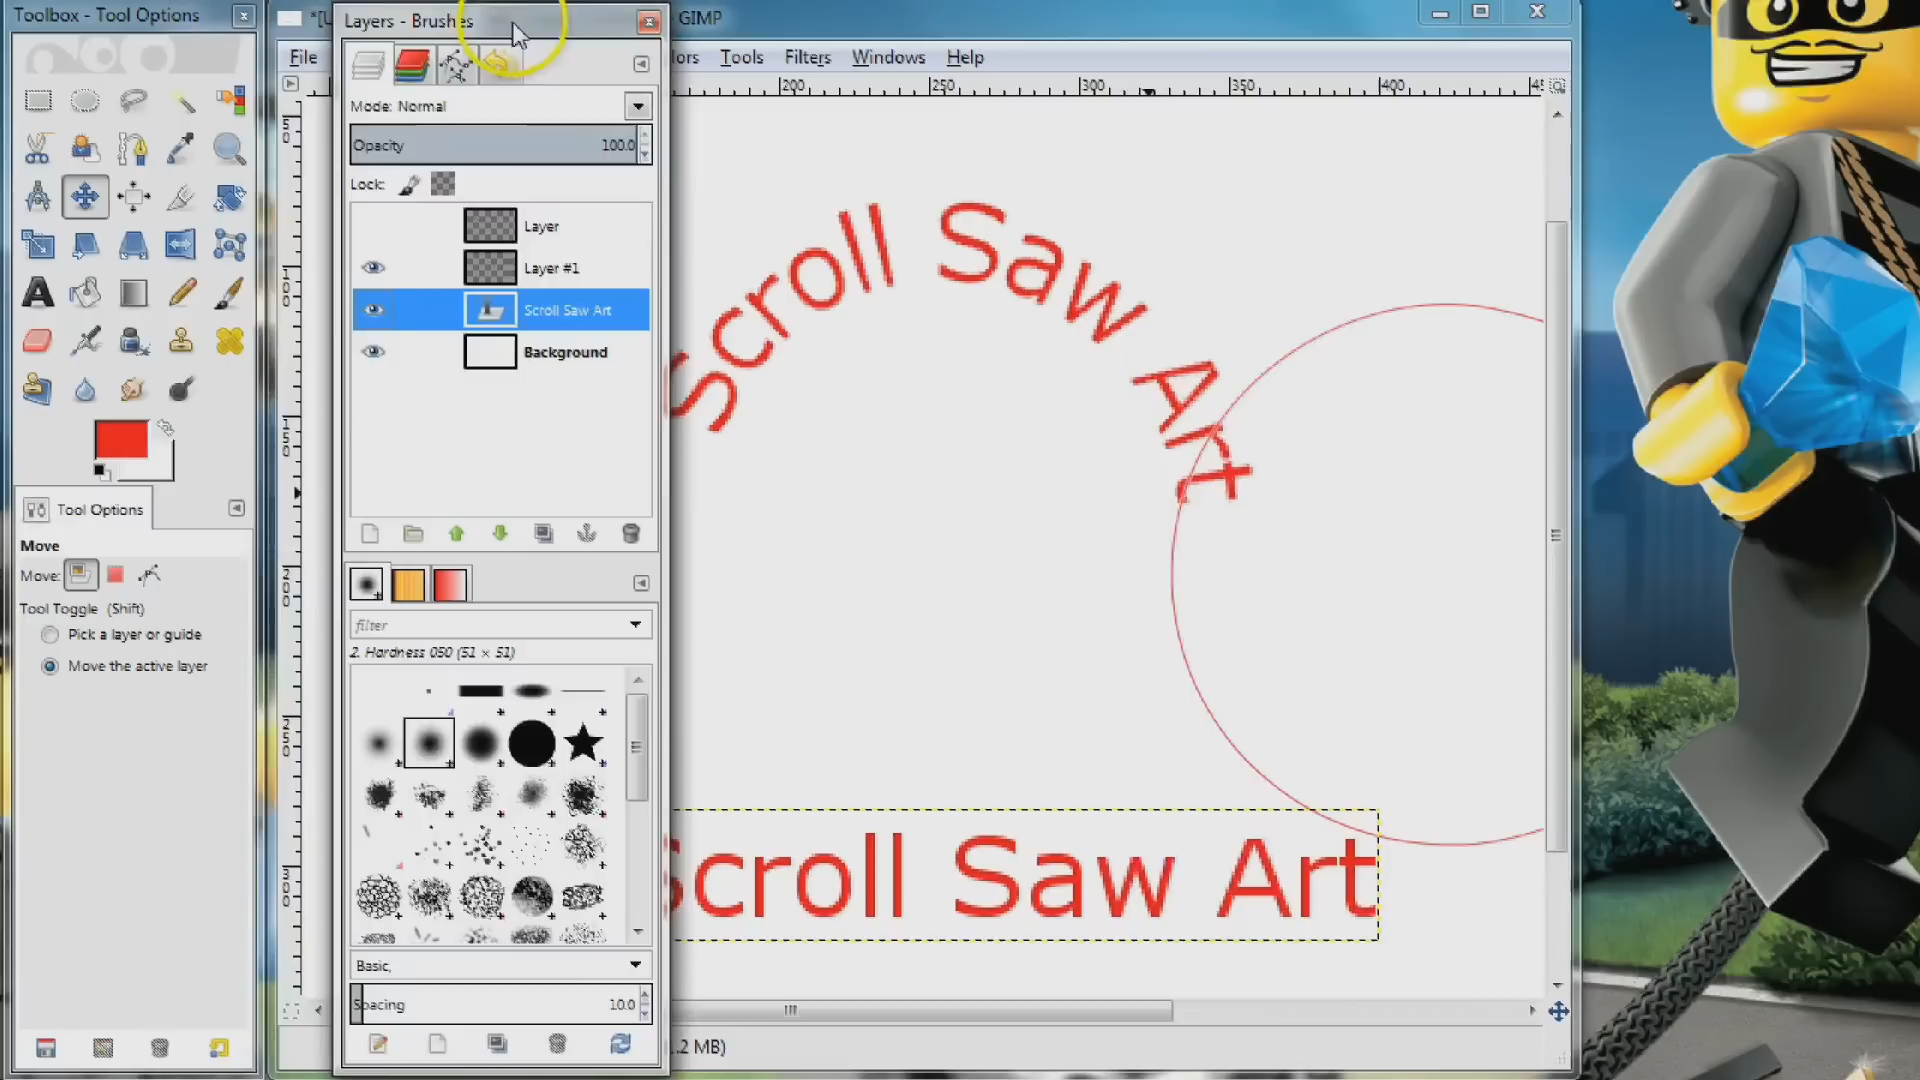 Toolbox - Tool Options
Layers - Brushes
GIMP
File
Tools
Filters
Windows
Help
200
250
300
350
400
Mode: Normal
Opacity
100.0
Lock:
Layer
Layer #1
Scroll Saw Art
Background
Scroll Saw Art
Tool Options
Move
Move:
Tool Toggle (Shift)
Pick a layer or guide
Move the active layer
filter
2. Hardness 050 (51 × 51)
Scroll Saw Art
Basic,
Spacing
10.0
.2 MB)